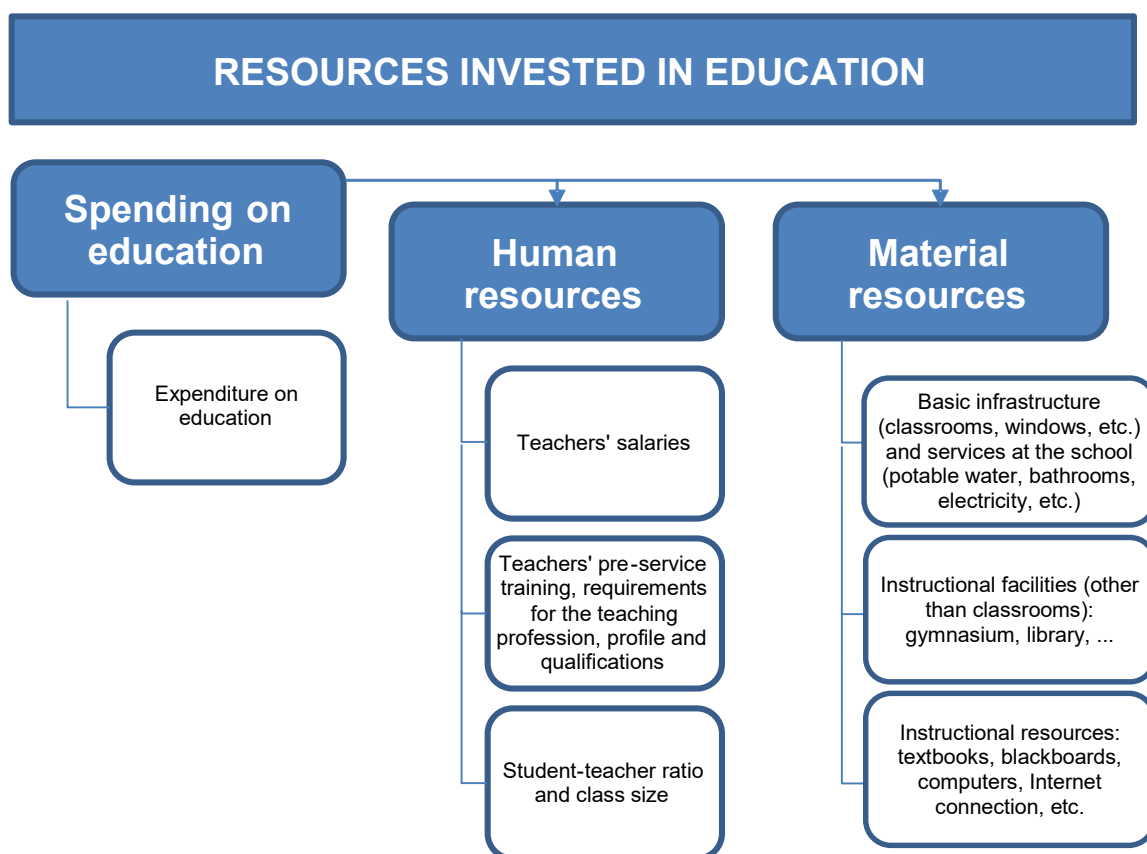 RESOURCES INVESTED IN EDUCATION
Spending on
education
Expenditure on
education
Human
resources
Teachers' salaries
Teachers' pre-service
training, requirements
for the teaching
profession, profile and
qualifications
Student-teacher ratio
and class size
Material
resources
Basic infrastructure
(classrooms, windows, etc.)
and services at the school
(potable water, bathrooms,
electricity, etc.)
Instructional facilities (other
than classrooms):
gymnasium, library, ...
Instructional resources:
textbooks, blackboards,
computers, Internet
connection, etc.